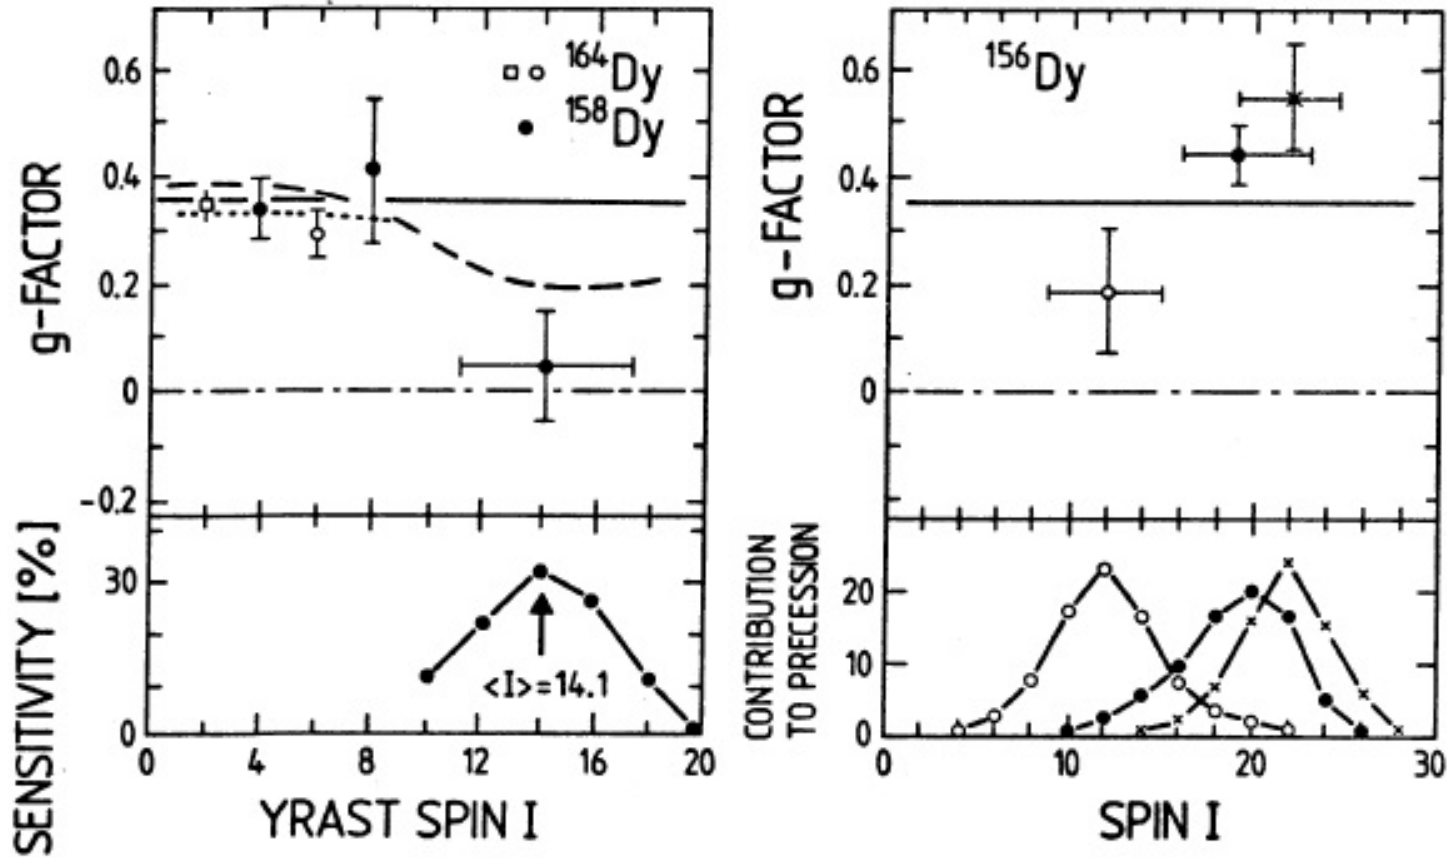 g-FACTOR
0.6
0.4
0.2
0
-0.2
¹⁶⁴Dy
¹⁵⁸Dy
SENSITIVITY [%]
30
0
<I>=14.1
0 4 8 12 16 20
YRAST SPIN I
g-FACTOR
0.6
0.4
0.2
0
¹⁵⁶Dy
CONTRIBUTION
TO PRECESSION
20
10
0
0 10 20 30
SPIN I